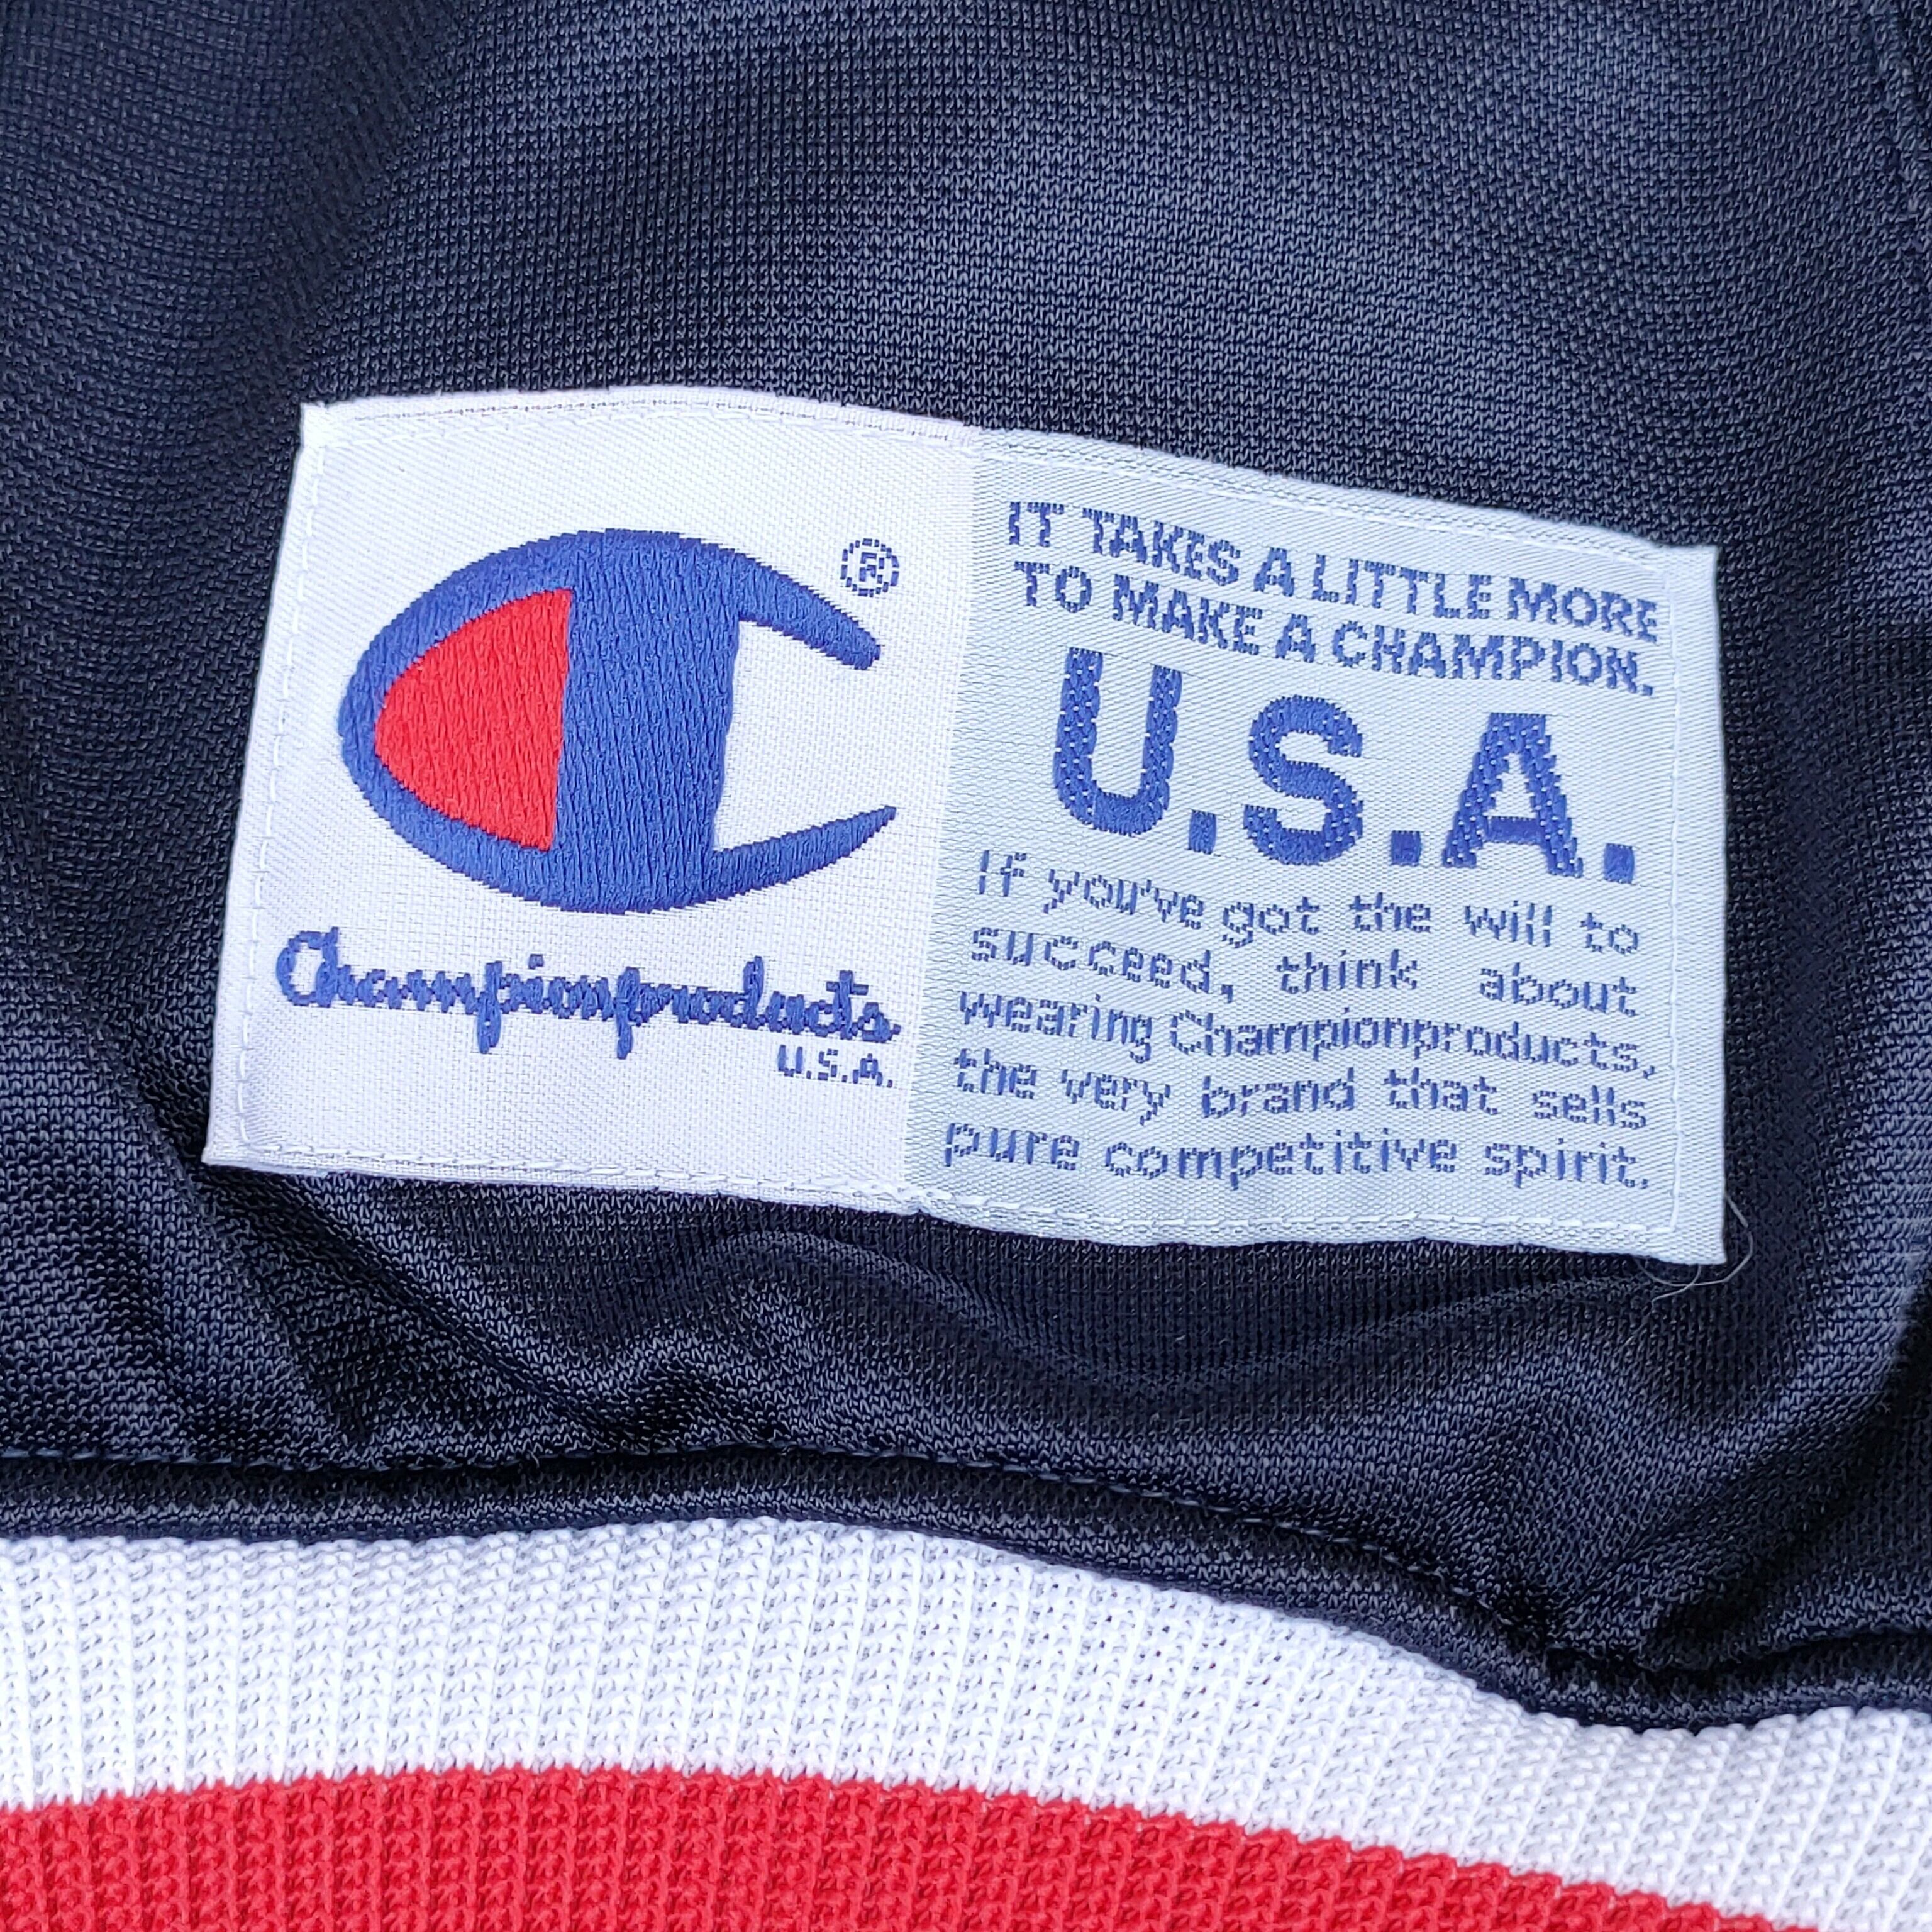 ®
Championproducts
U.S.A.
IT TAKES A LITTLE MORE
TO MAKE A CHAMPION.
U.S.A.
If you've got the will to
succeed, think about
wearing Championproducts,
the very brand that sells
pure competitive spirit.